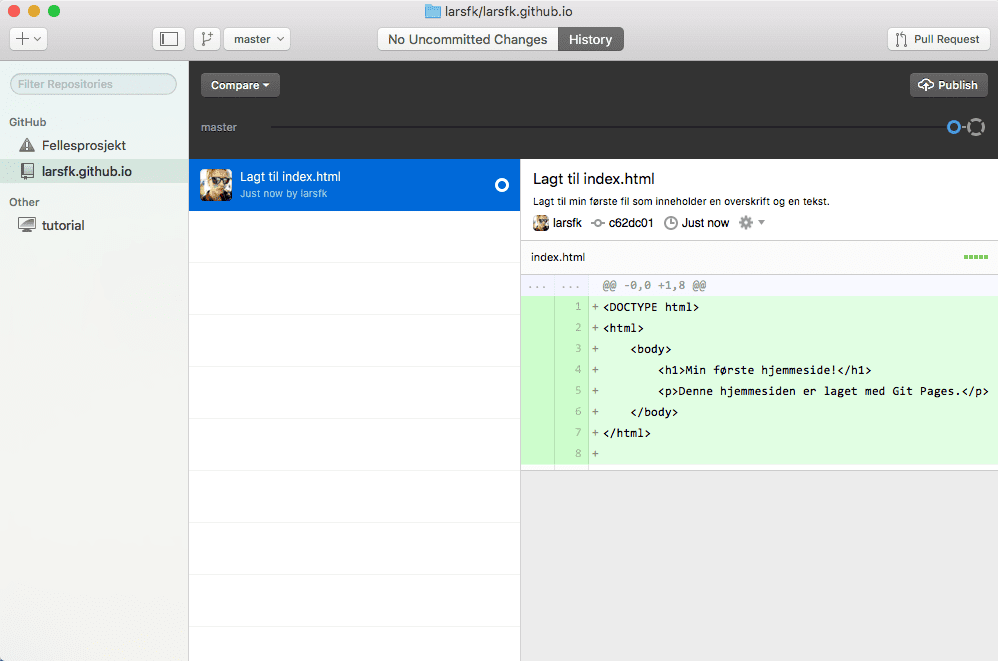 larsfk/larsfk.github.io
master No Uncommitted Changes History Pull Request
Filter Repositories
GitHub
Fellesprosjekt
larsfk.github.io
Other
tutorial
Compare Publish
master
Lagt til index.html
Just now by larsfk
Lagt til index.html
Lagt til min første fil som inneholder en overskrift og en tekst.
larsfk c62dc01 Just now
index.html
... ... @@ -0,0 +1,8 @@
1 + <DOCTYPE html>
2 + <html>
3 +     <body>
4 +         <h1>Min første hjemmeside!</h1>
5 +         <p>Denne hjemmesiden er laget med Git Pages.</p>
6 +     </body>
7 + </html>
8 +